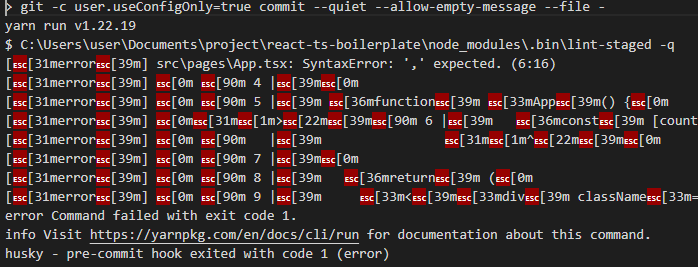 > git -c user.useConfigOnly=true commit --quiet --allow-empty-message --file -
yarn run v1.22.19
$ C:\Users\user\Documents\project\react-ts-boilerplate\node_modules\.bin\lint-staged -q
[ESC[31merrorESC[39m] src\pages\App.tsx: SyntaxError: ',' expected. (6:16)
[ESC[31merrorESC[39m] ESC[0m ESC[90m 4 |ESC[39mESC[0m
[ESC[31merrorESC[39m] ESC[0m ESC[90m 5 |ESC[39m ESC[36mfunctionESC[39m ESC[33mAppESC[39m() {ESC[0m
[ESC[31merrorESC[39m] ESC[0mESC[31mESC[1m>ESC[22mESC[39mESC[90m 6 |ESC[39m   ESC[36mconstESC[39m [count
[ESC[31merrorESC[39m] ESC[0m ESC[90m   |ESC[39m                ESC[31mESC[1m^ESC[22mESC[39mESC[0m
[ESC[31merrorESC[39m] ESC[0m ESC[90m 7 |ESC[39mESC[0m
[ESC[31merrorESC[39m] ESC[0m ESC[90m 8 |ESC[39m   ESC[36mreturnESC[39m (ESC[0m
[ESC[31merrorESC[39m] ESC[0m ESC[90m 9 |ESC[39m     ESC[33m<ESC[39mESC[33mdivESC[39m classNameESC[33m=
error Command failed with exit code 1.
info Visit https://yarnpkg.com/en/docs/cli/run for documentation about this command.
husky - pre-commit hook exited with code 1 (error)